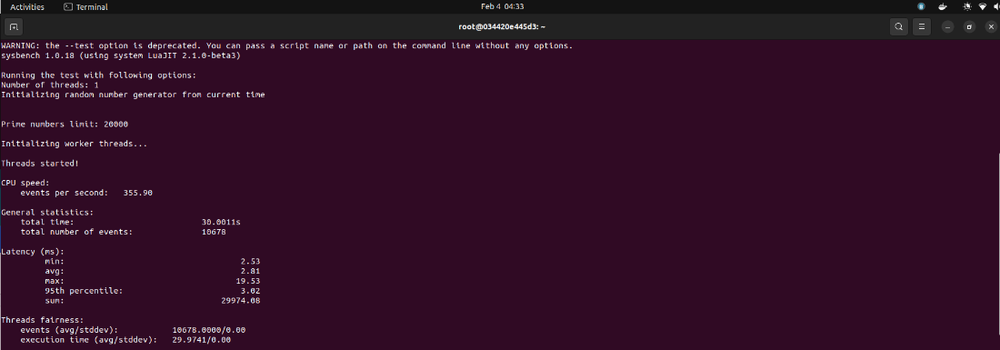 Activities Terminal Feb 4 04:33
root@034420e445d3: ~
WARNING: the --test option is deprecated. You can pass a script name or path on the command line without any options.
sysbench 1.0.18 (using system LuaJIT 2.1.0-beta3)
Running the test with following options:
Number of threads: 1
Initializing random number generator from current time
Prime numbers limit: 20000
Initializing worker threads...
Threads started!
CPU speed:
events per second: 355.90
General statistics:
total time: 30.0011s
total number of events: 10678
Latency (ms):
min: 2.53
avg: 2.81
max: 19.53
95th percentile: 3.02
sum: 29974.08
Threads fairness:
events (avg/stddev): 10678.0000/0.00
execution time (avg/stddev): 29.9741/0.00